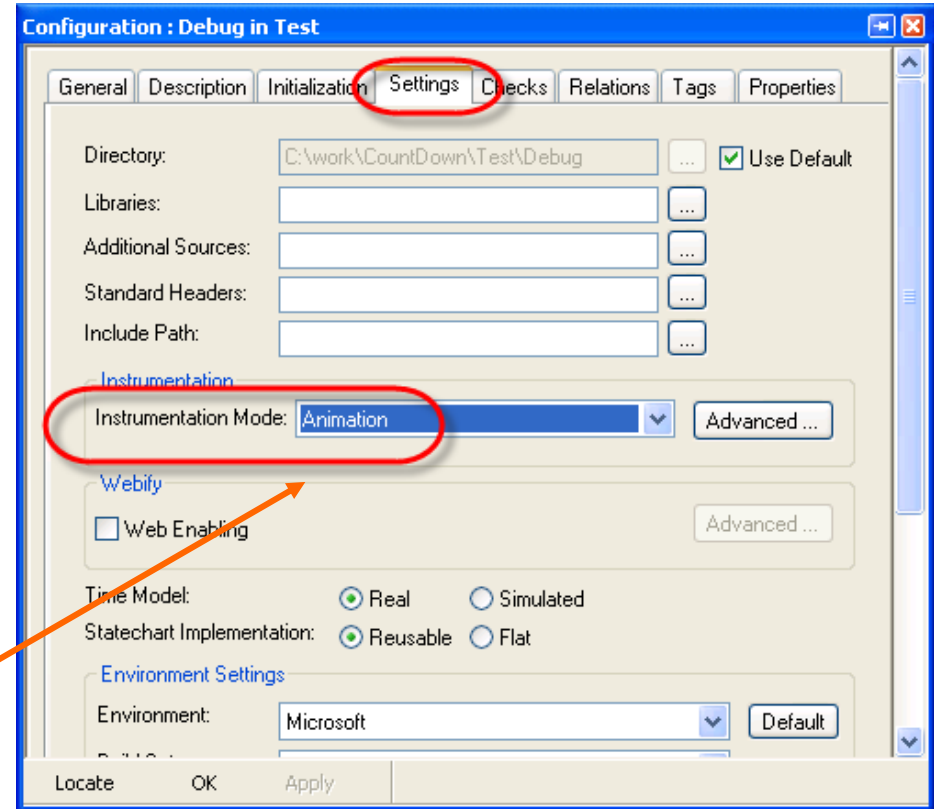 Configuration : Debug in Test
General Description Initialization Settings Checks Relations Tags Properties
Directory: C:\work\CountDown\Test\Debug ... Use Default
Libraries: ...
Additional Sources: ...
Standard Headers: ...
Include Path: ...
Instrumentation
Instrumentation Mode: Animation Advanced ...
Webify
Web Enabling Advanced ...
Time Model: Real Simulated
Statechart Implementation: Reusable Flat
Environment Settings
Environment: Microsoft Default
Locate OK Apply